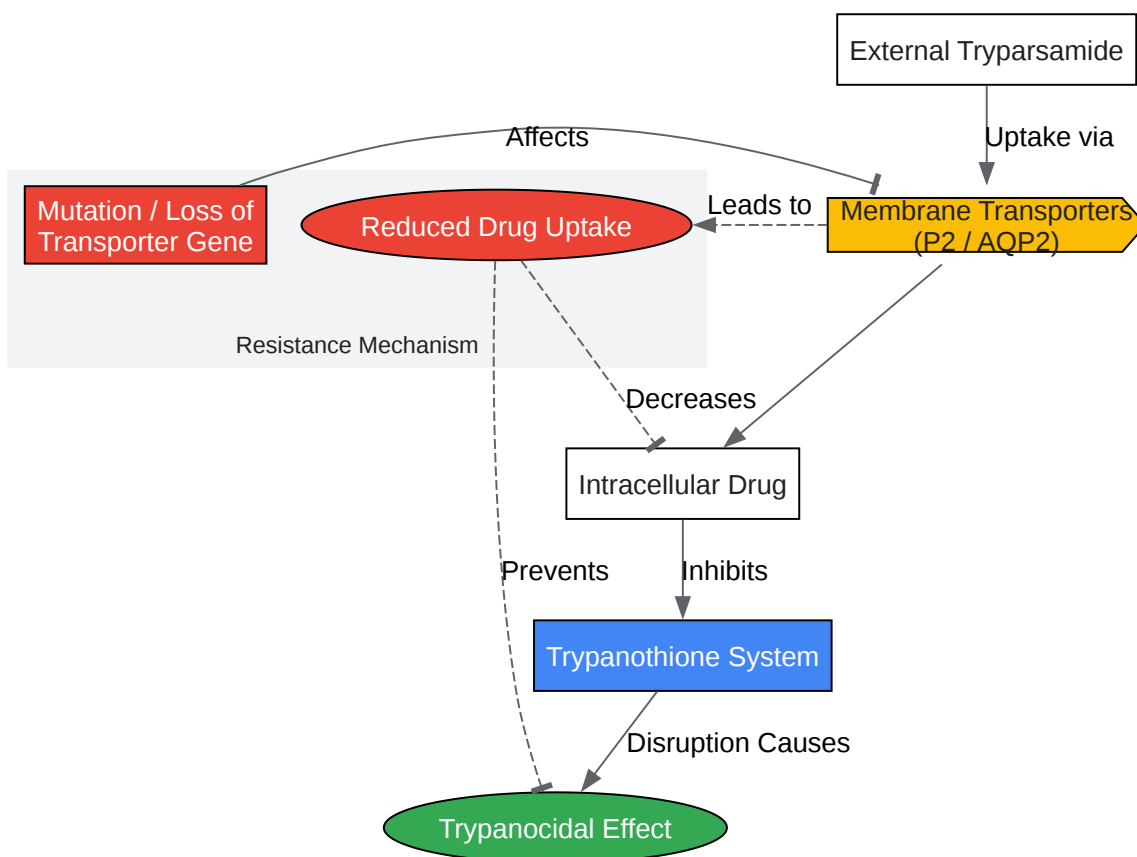 External Tryparsamide
Affects
Uptake via
Mutation / Loss of
Transporter Gene
Reduced Drug Uptake
Leads to
Membrane Transporters
(P2 / AQP2)
Resistance Mechanism
Decreases
Intracellular Drug
Prevents
Inhibits
Trypanothione System
Disruption Causes
Trypanocidal Effect